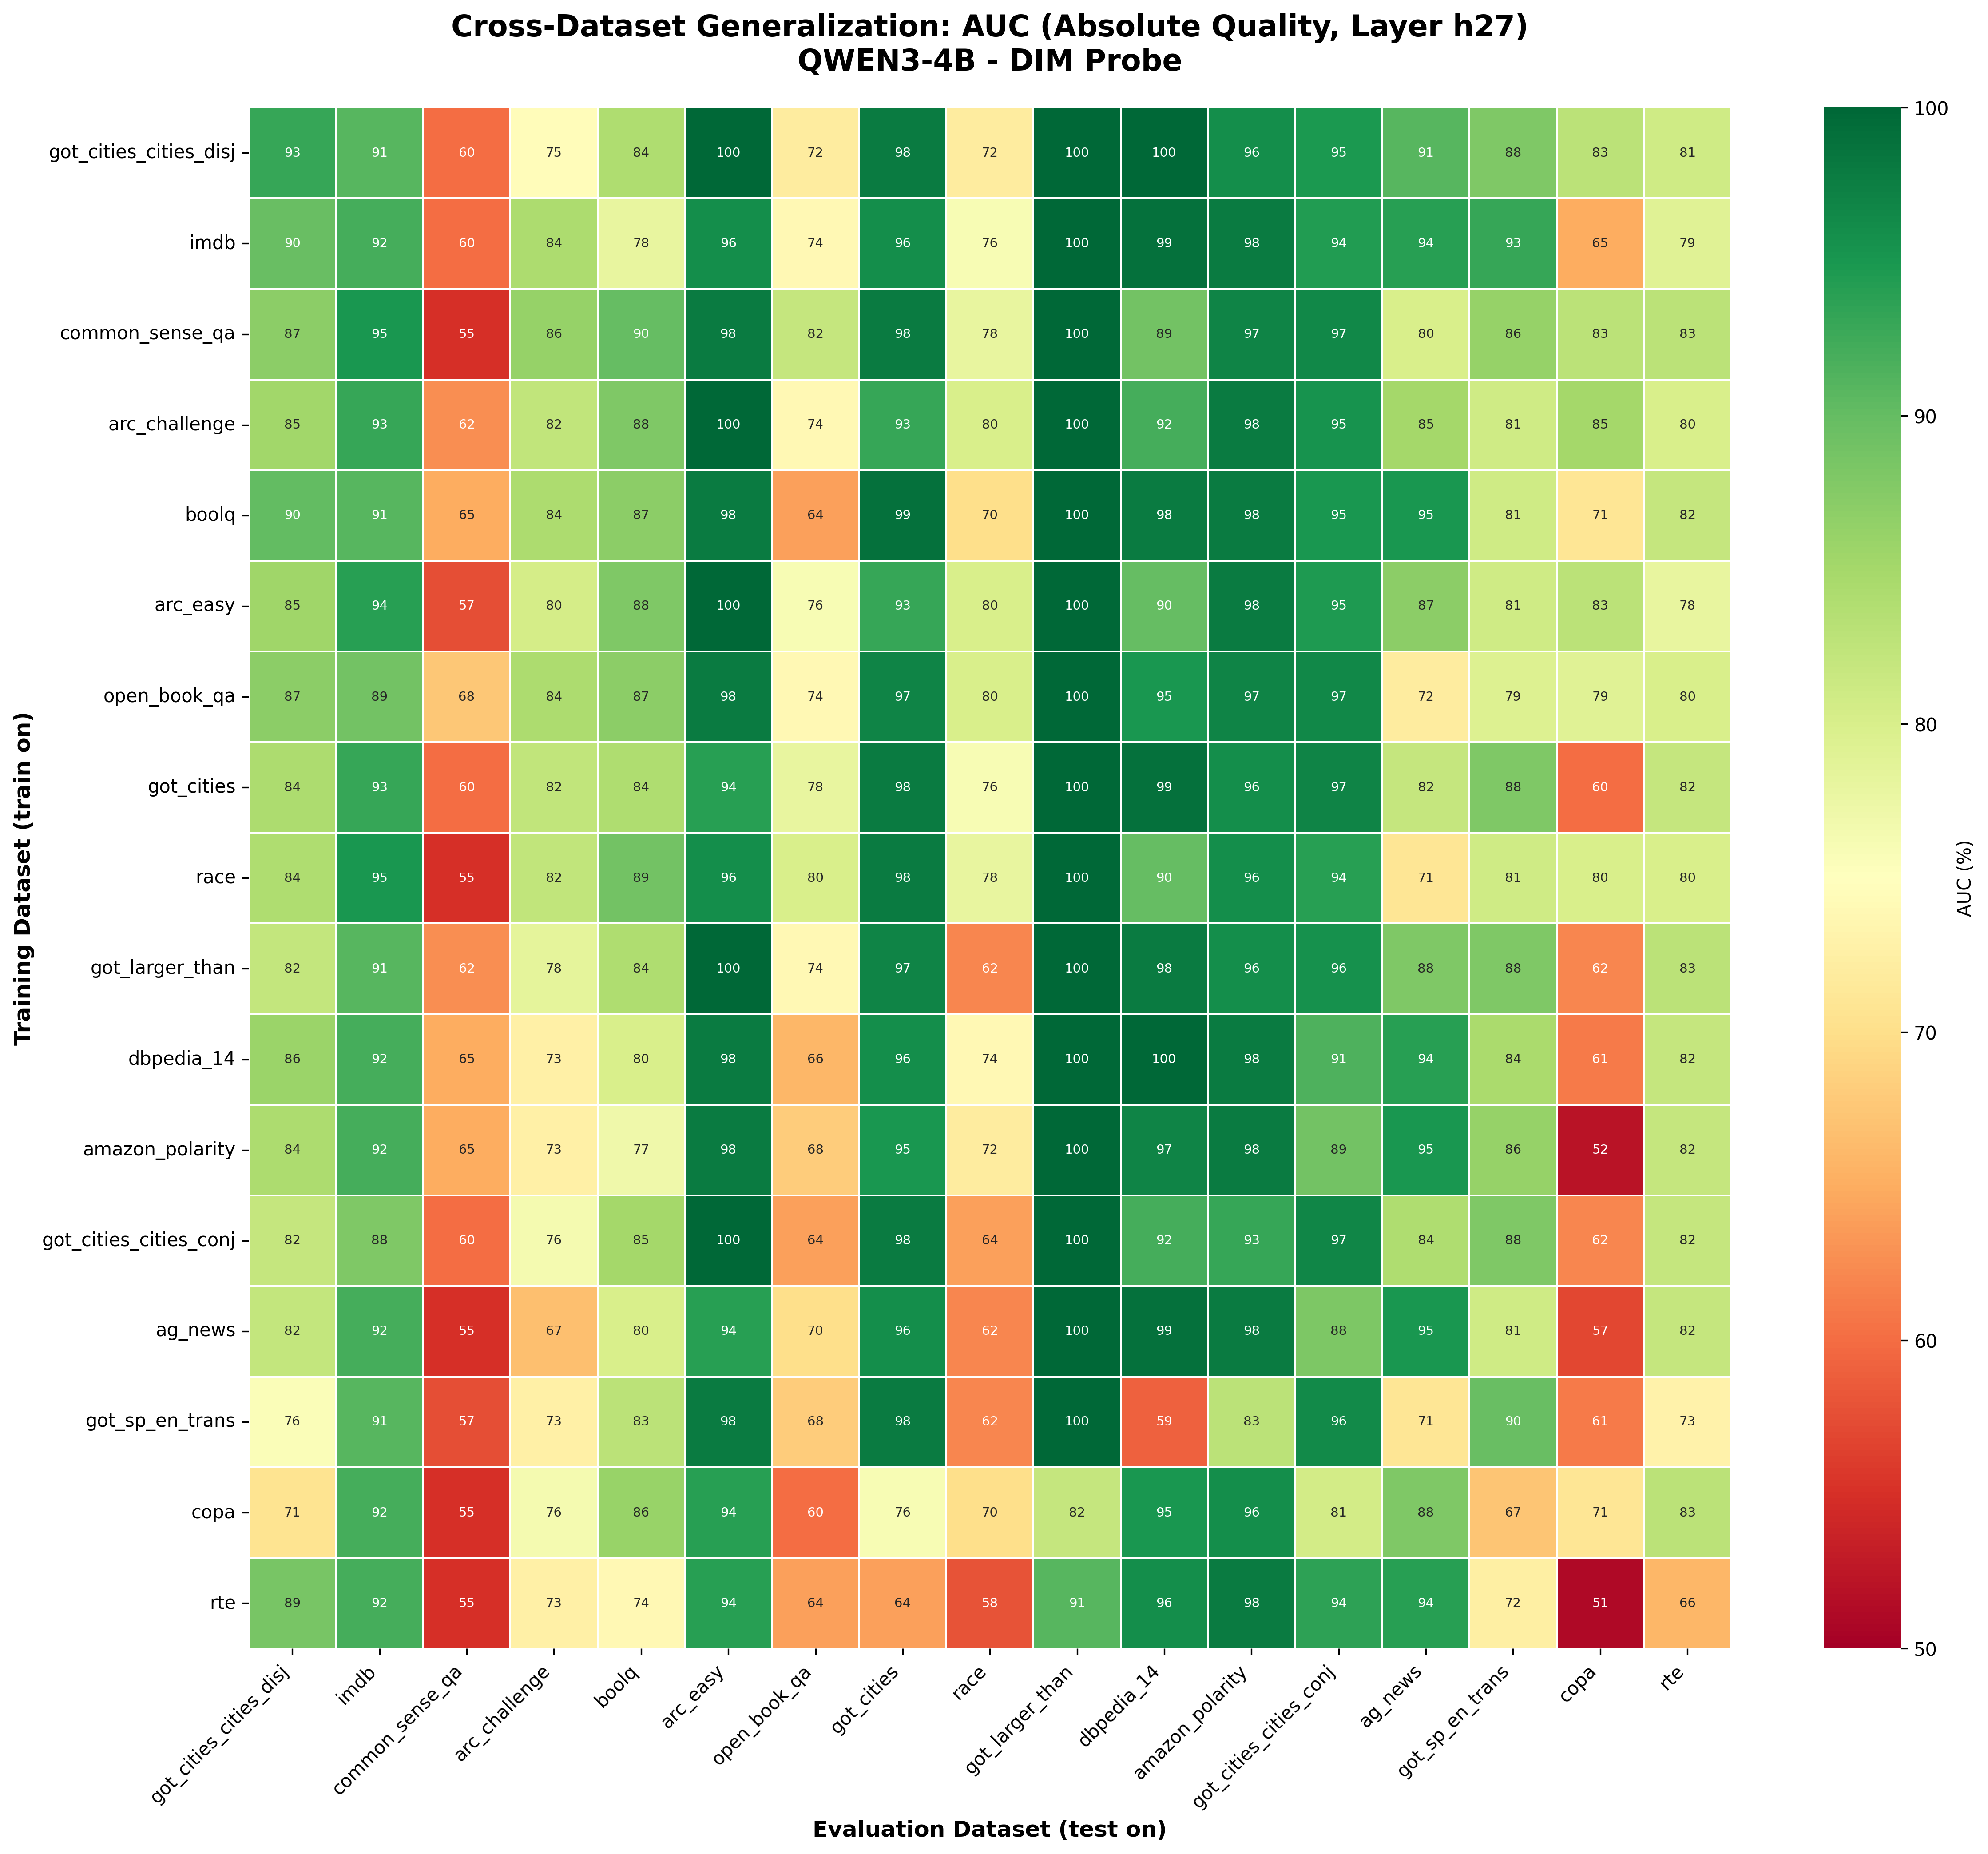 Cross-Dataset Generalization: AUC (Absolute Quality, Layer h27)
QWEN3-4B - DIM Probe
Training Dataset (train on)
got_cities_cities_disj 93 91 60 75 84 100 72 98 72 100 100 96 95 91 88 83 81
imdb 90 92 60 84 78 96 74 96 76 100 99 98 94 94 93 65 79
common_sense_qa 87 95 55 86 90 98 82 98 78 100 89 97 97 80 86 83 83
arc_challenge 85 93 62 82 88 100 74 93 80 100 92 98 95 85 81 85 80
boolq 90 91 65 84 87 98 64 99 70 100 98 98 95 95 81 71 82
arc_easy 85 94 57 80 88 100 76 93 80 100 90 98 95 87 81 83 78
open_book_qa 87 89 68 84 87 98 74 97 80 100 95 97 97 72 79 79 80
got_cities 84 93 60 82 84 94 78 98 76 100 99 96 97 82 88 60 82
race 84 95 55 82 89 96 80 98 78 100 90 96 94 71 81 80 80
got_larger_than 82 91 62 78 84 100 74 97 62 100 98 96 96 88 88 62 83
dbpedia_14 86 92 65 73 80 98 66 96 74 100 100 98 91 94 84 61 82
amazon_polarity 84 92 65 73 77 98 68 95 72 100 97 98 89 95 86 52 82
got_cities_cities_conj 82 88 60 76 85 100 64 98 64 100 92 93 97 84 88 62 82
ag_news 82 92 55 67 80 94 70 96 62 100 99 98 88 95 81 57 82
got_sp_en_trans 76 91 57 73 83 98 68 98 62 100 59 83 96 71 90 61 73
copa 71 92 55 76 86 94 60 76 70 82 95 96 81 88 67 71 83
rte 89 92 55 73 74 94 64 64 58 91 96 98 94 94 72 51 66
got_cities_cities_disj
imdb
common_sense_qa
arc_challenge
boolq
arc_easy
open_book_qa
got_cities
race
got_larger_than
dbpedia_14
amazon_polarity
got_cities_cities_conj
ag_news
got_sp_en_trans
copa
rte
Evaluation Dataset (test on)
100
90
80
70
60
50
AUC (%)